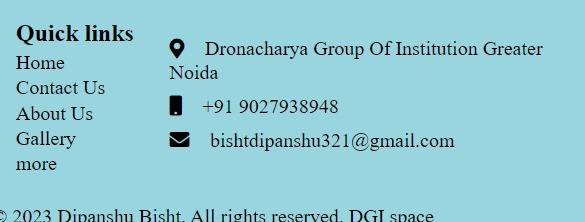 Quick links
Home
Contact Us
About Us
Gallery
more
Dronacharya Group Of Institution Greater
Noida
+91 9027938948
bishtdipanshu321@gmail.com
© 2023 Dipanshu Bisht. All rights reserved. DGI space